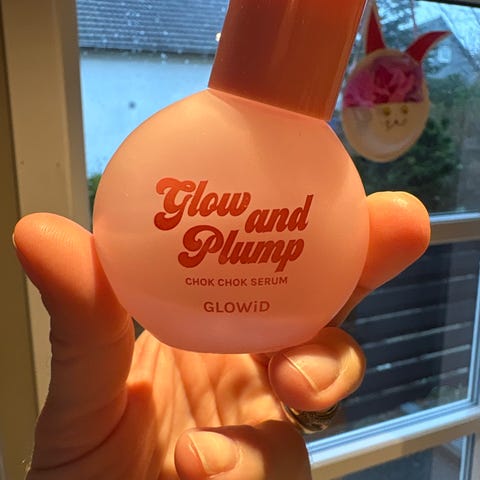 Glow and
Plump
CHOK CHOK SERUM
GLOWiD